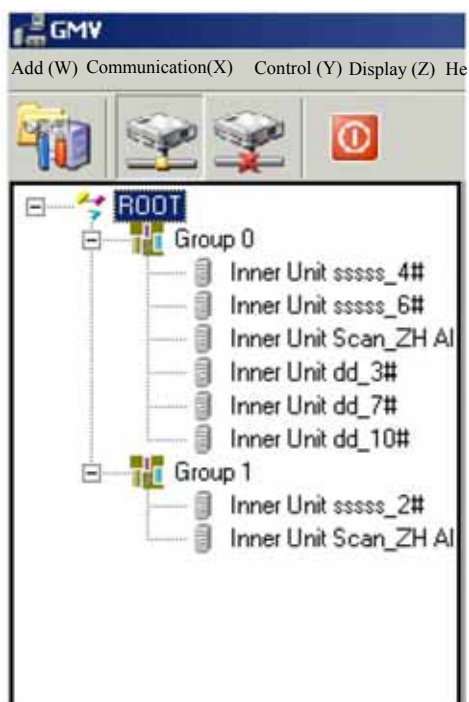 GMV
Add (W) Communication(X) Control (Y) Display (Z) He
ROOT
Group 0
Inner Unit sssss_4#
Inner Unit sssss_6#
Inner Unit Scan_ZH AI
Inner Unit dd_3#
Inner Unit dd_7#
Inner Unit dd_10#
Group 1
Inner Unit sssss_2#
Inner Unit Scan_ZH AI